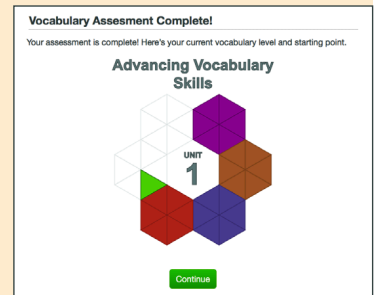 Vocabulary Assesment Complete!
Your assessment is complete! Here's your current vocabulary level and starting point.
Advancing Vocabulary
Skills
UNIT
1
Continue